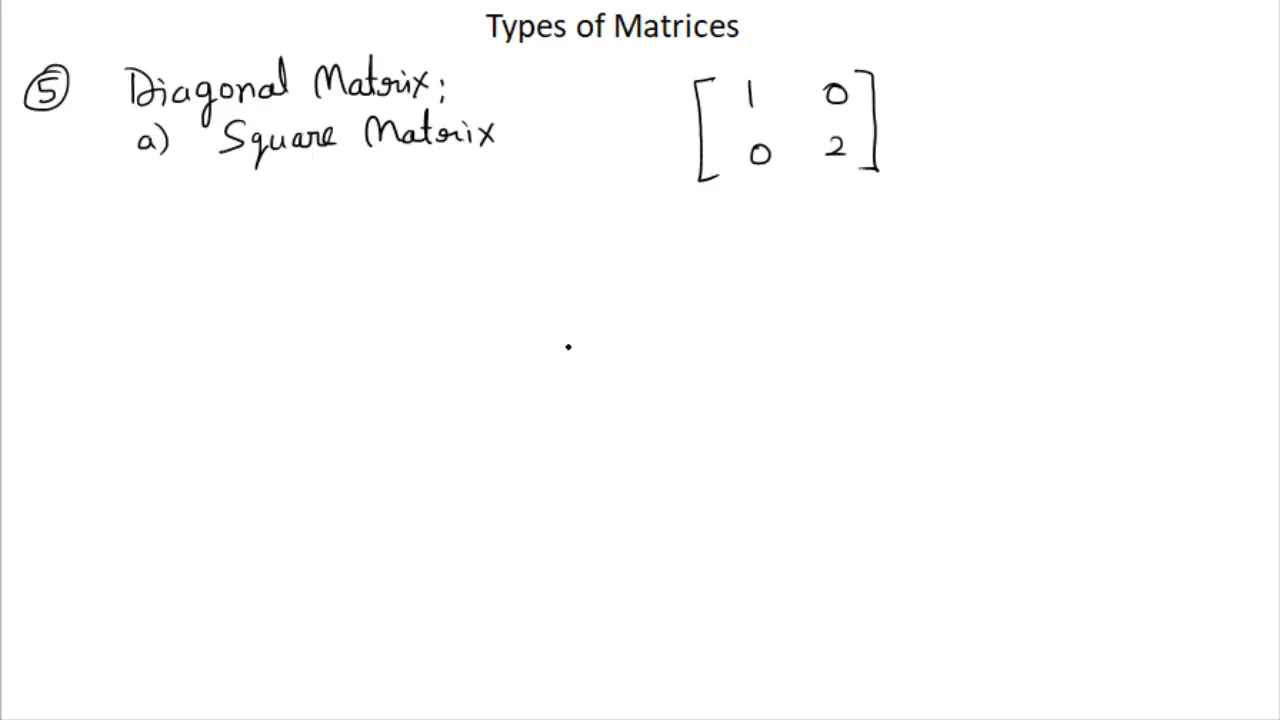 Types of Matrices
⑤ Diagonal Matrix;
a) Square Matrix
[ 1 0
0 2 ]